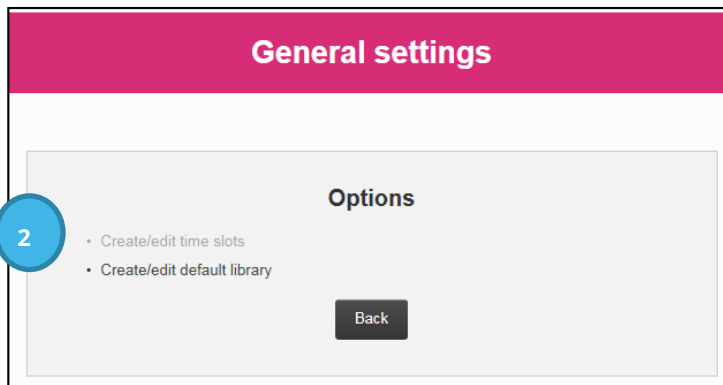 General settings
Options
2
Create/edit time slots
Create/edit default library
Back